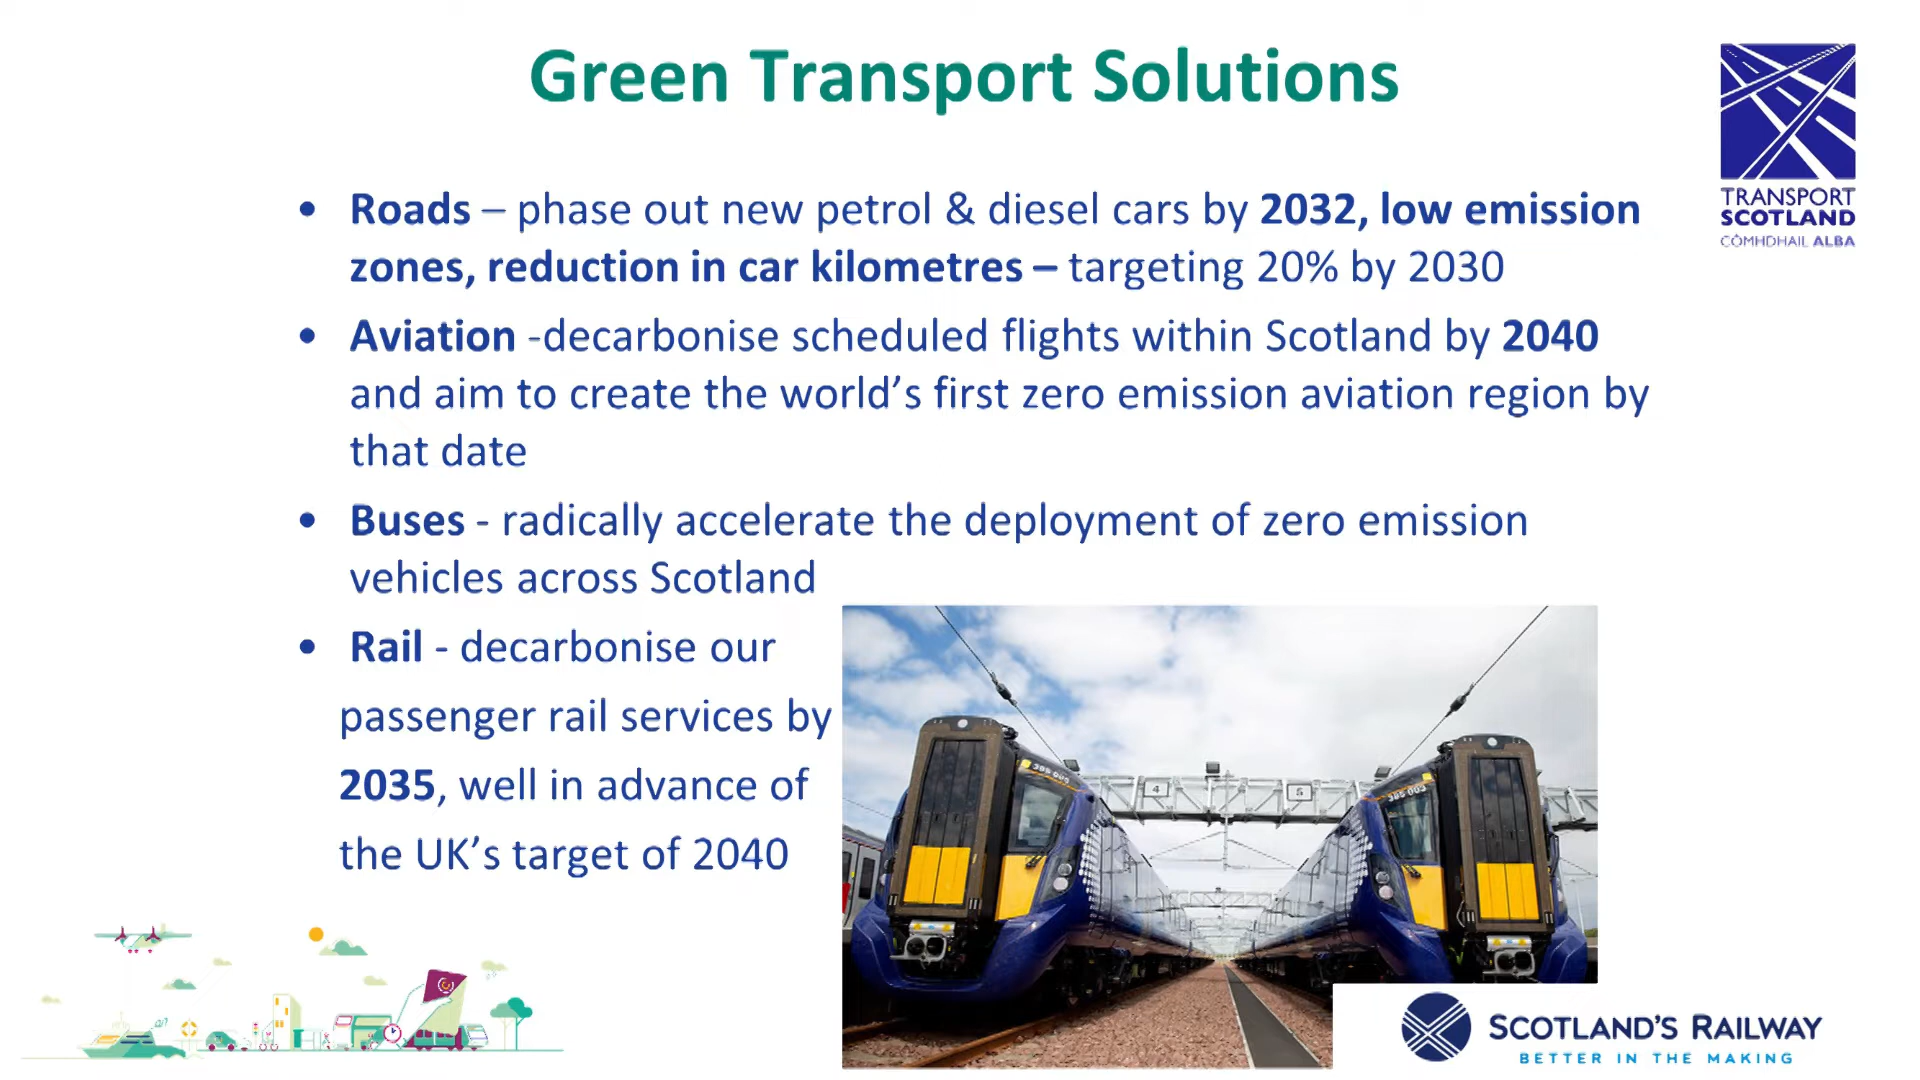 Green Transport Solutions
TRANSPORT
SCOTLAND
CÒMHDHAIL ALBA
• Roads – phase out new petrol & diesel cars by 2032, low emission
zones, reduction in car kilometres – targeting 20% by 2030
• Aviation -decarbonise scheduled flights within Scotland by 2040
and aim to create the world’s first zero emission aviation region by
that date
• Buses - radically accelerate the deployment of zero emission
vehicles across Scotland
• Rail - decarbonise our
passenger rail services by
2035, well in advance of
the UK’s target of 2040
4
5
SCOTLAND'S RAILWAY
BETTER IN THE MAKING